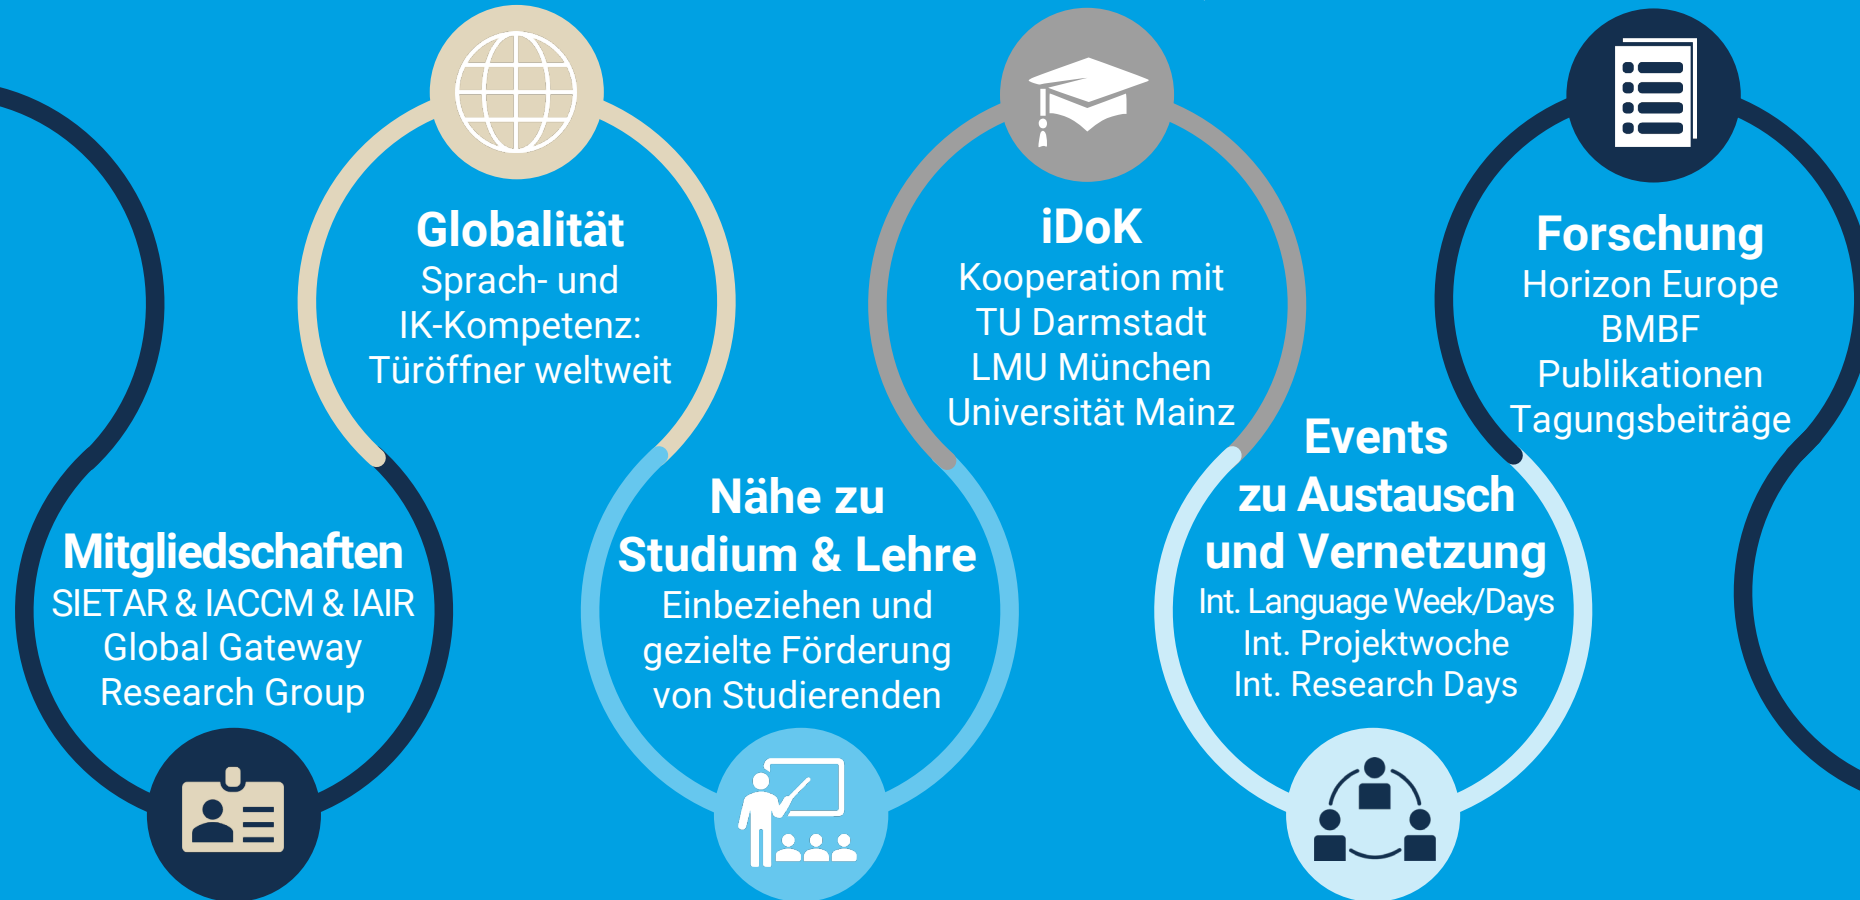 Globalität
Sprach- und
IK-Kompetenz:
Türöffner weltweit
iDoK
Kooperation mit
TU Darmstadt
LMU München
Universität Mainz
Forschung
Horizon Europe
BMBF
Publikationen
Tagungsbeiträge
Mitgliedschaften
SIETAR & IACCM & IAIR
Global Gateway
Research Group
Nähe zu
Studium & Lehre
Einbeziehen und
gezielte Förderung
von Studierenden
Events
zu Austausch
und Vernetzung
Int. Language Week/Days
Int. Projektwoche
Int. Research Days